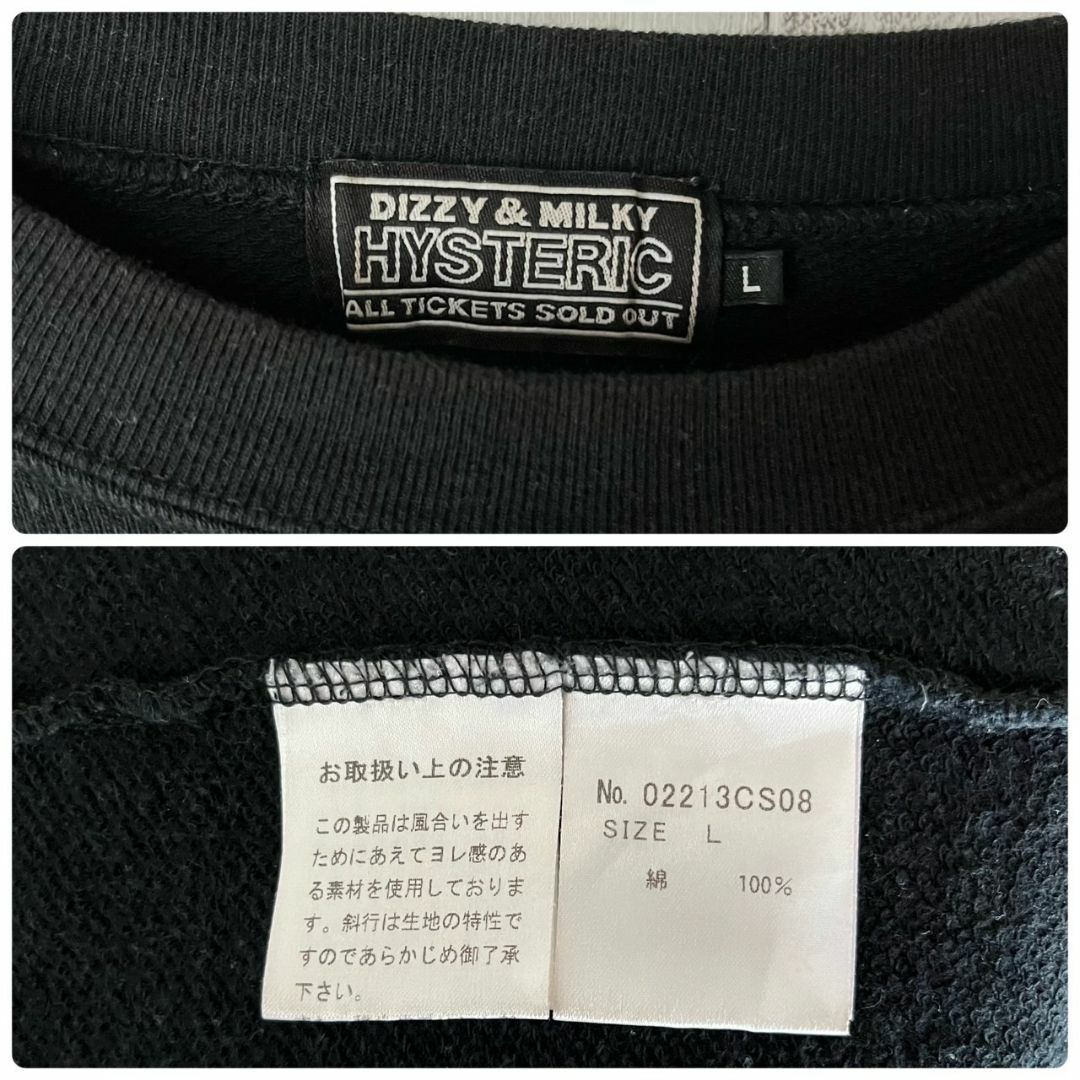 DIZZY & MILKY
HYSTERIC
ALL TICKETS SOLD OUT
L
お取扱い上の注意
この製品は風合いを出す
ためにあえてヨレ感のあ
る素材を使用しておりま
す。斜行は生地の特性で
すのであらかじめ御了承
下さい。
No. 02213CS08
SIZE L
綿 100%